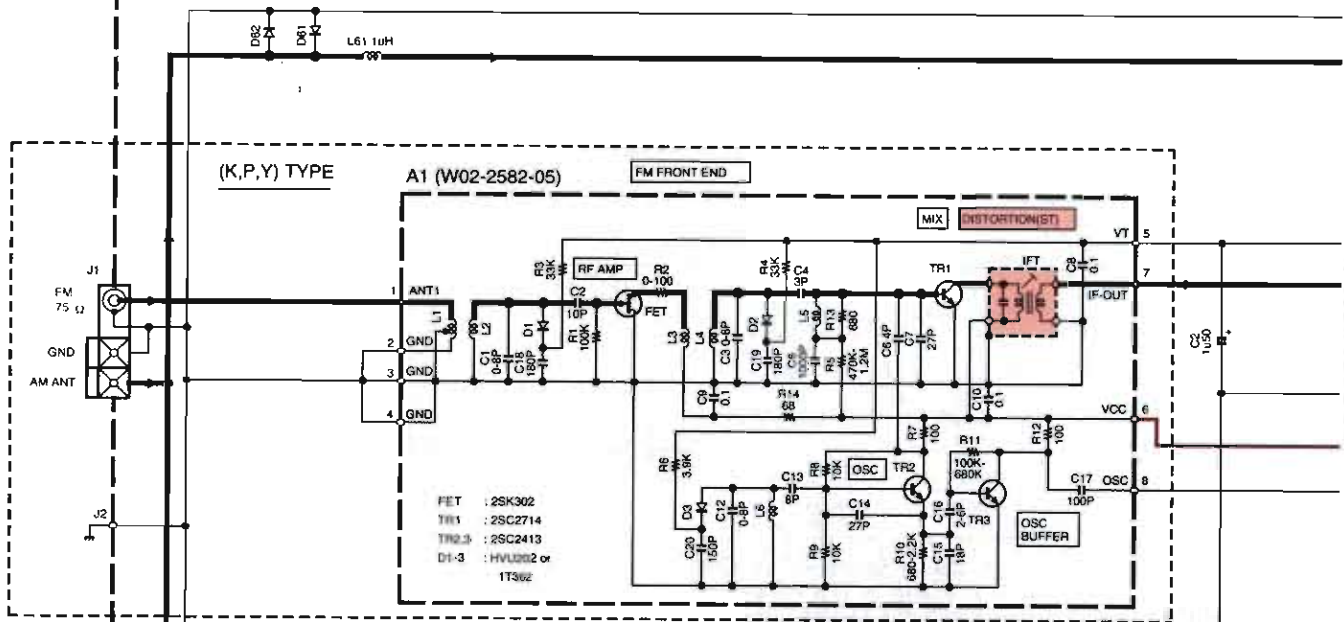 D62
D61
L61 1uH
(K,P,Y) TYPE
A1 (W02-2582-05)
FM FRONT END
MIX
DISTORTION(ST)
VT 5
J1
FM
75 Ω
GND
AM ANT
J2
1 ANT1
2 GND
3 GND
4 GND
L1
L2
C1
0-8P
C18
180P
D1
R3
33K
C2
10P
R1
100K
RF AMP
FET
R2
0-100
L3
L4
C3 0-8P
D2
C19
180P
R4
33K
C4
3P
L5
1000P
R13
680
R5
470K-
1.2M
C6 4P
C7
27P
TR1
IFT
C8
0.1
7
IF-OUT
C9
0.1
R14
68
C10
0.1
VCC 6
R6
3.9K
D3
C20
150P
C12
0-8P
L6
C13
8P
R8
10K
R9
10K
OSC
C14
27P
TR2
R7
100
R10
680-2.2K
R11
100K-
680K
C16
2-6P
C15
18P
TR3
R12
100
C17
100P
OSC 8
OSC
BUFFER
C2
1u50
+
FET : 2SK302
TR1 : 2SC2714
TR2,3 : 2SC2413
D1-3 : HVU202 or
1T362